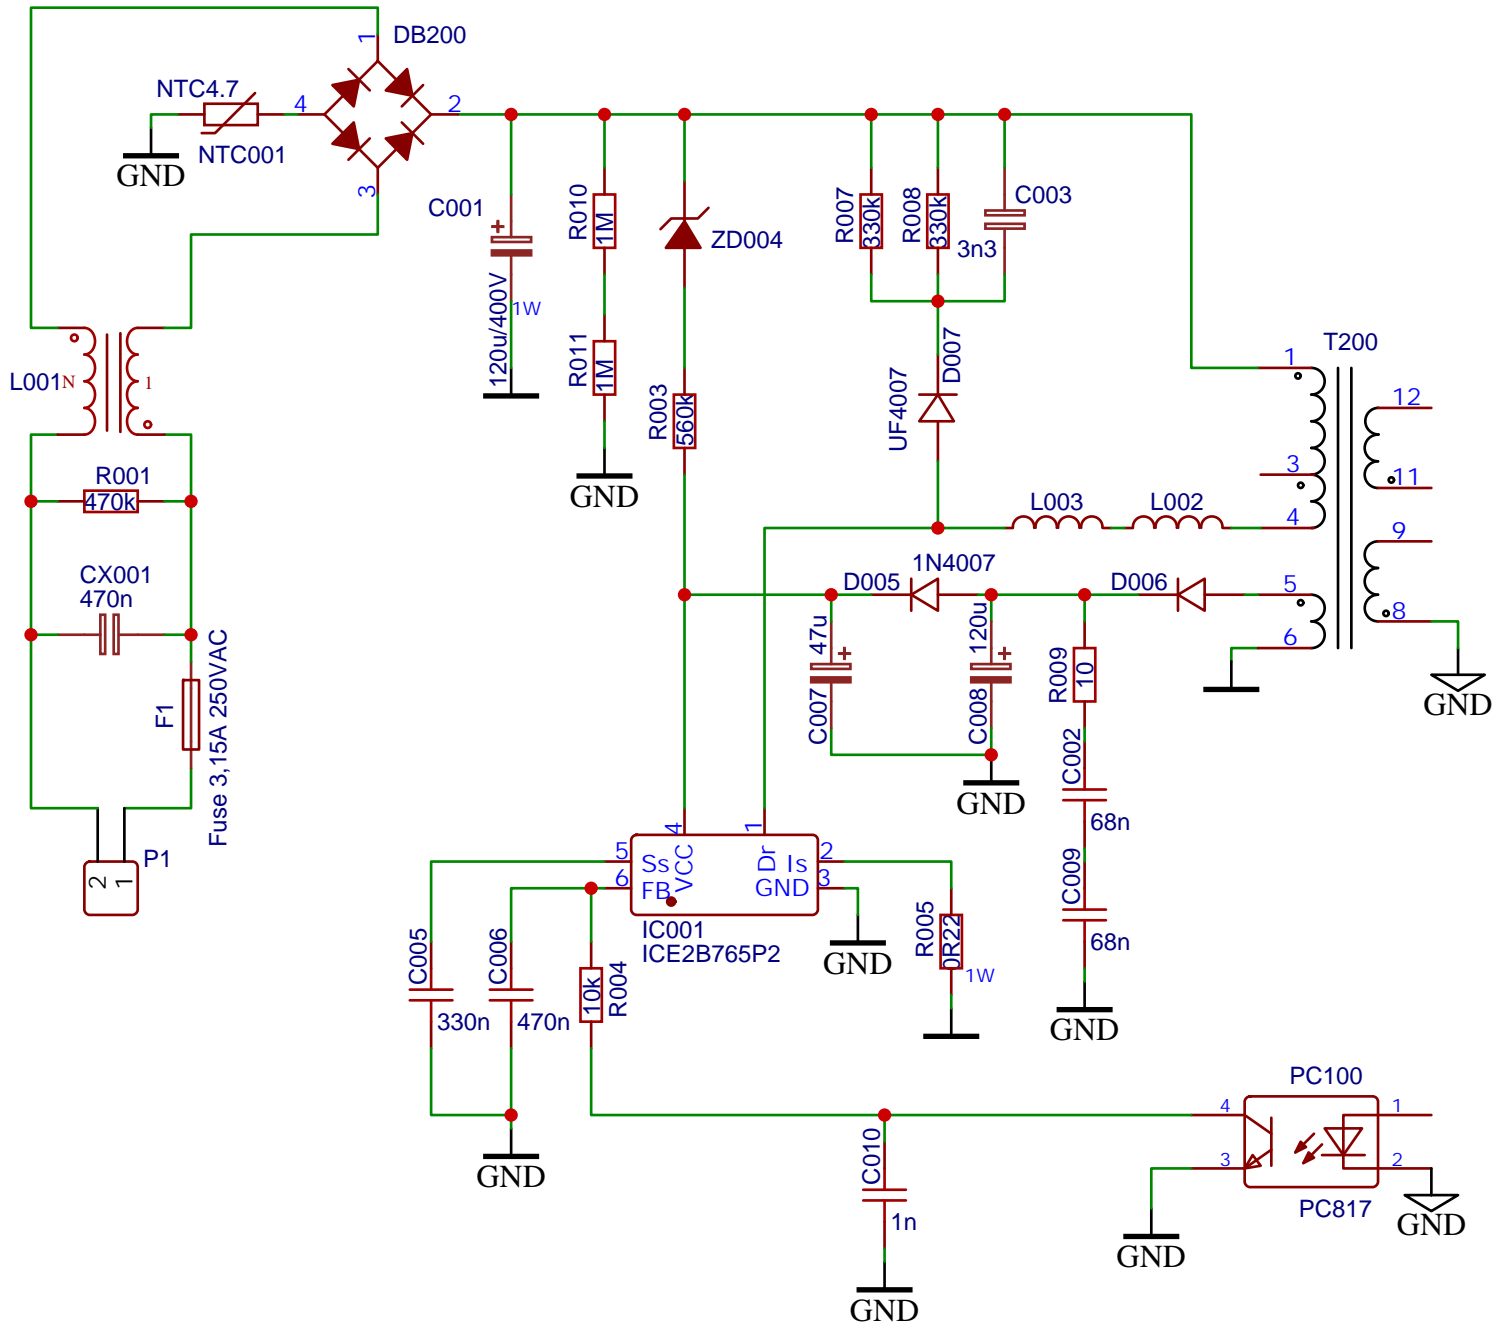 1
DB200
NTC4.7
4
2
NTC001
GND
3
C001
+
120u/400V
1W
R010
1M
R011
1M
GND
ZD004
R003
560k
R007
330k
R008
330k
C003
3n3
D007
UF4007
L001
N
1
R001
470k
CX001
470n
F1
Fuse 3,15A 250VAC
P1
2
1
T200
1
3
4
5
6
12
11
9
8
GND
L003
L002
1N4007
D005
D006
47u
+
C007
120u
+
C008
GND
R009
10
C002
68n
C009
68n
GND
4
1
5
Ss
VCC
Dr
Is
2
6
FB
GND
3
IC001
ICE2B765P2
GND
R005
0R22
1W
C005
330n
C006
470n
10k
R004
GND
C010
1n
GND
PC100
4
1
3
2
PC817
GND
GND